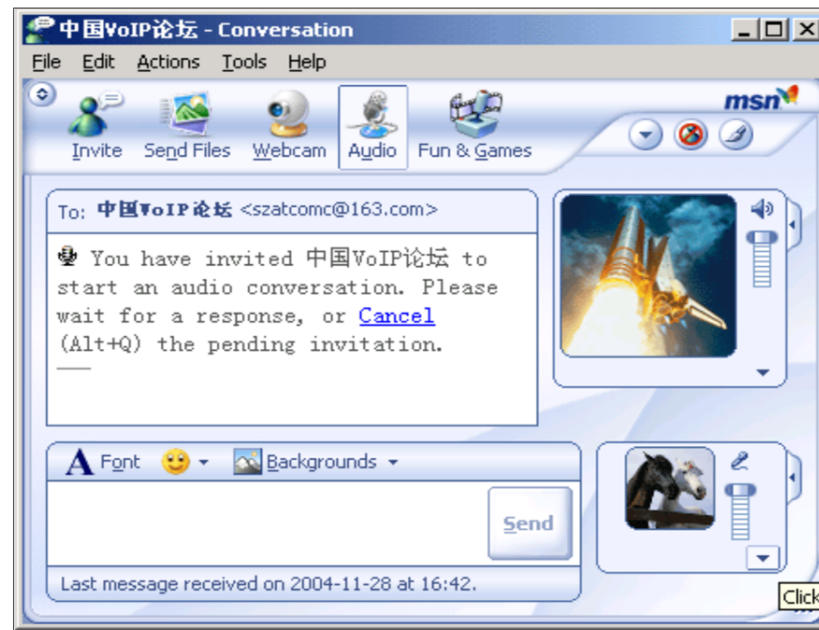 中国VoIP论坛 - Conversation
File Edit Actions Tools Help
msn
Invite Send Files Webcam Audio Fun & Games
To: 中国VoIP论坛 <szatcomc@163.com>
You have invited 中国VoIP论坛 to
start an audio conversation. Please
wait for a response, or Cancel
(Alt+Q) the pending invitation.
Font Backgrounds
Send
Last message received on 2004-11-28 at 16:42.
Click